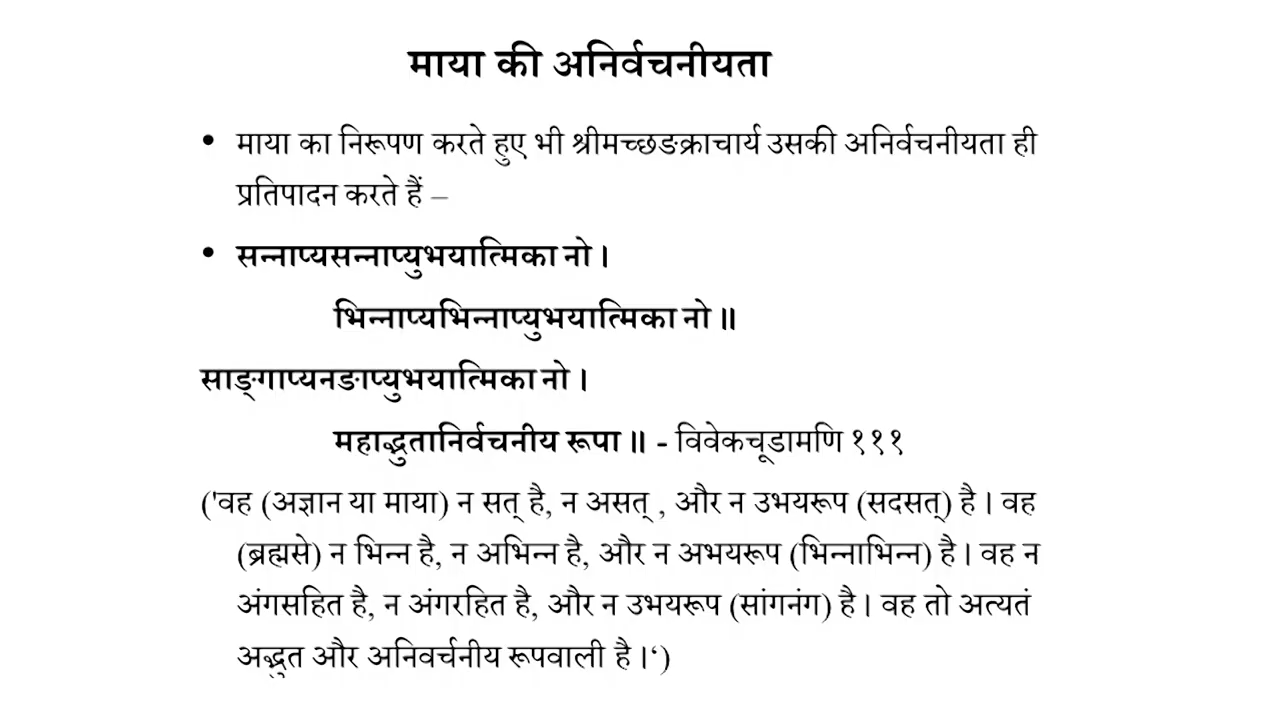 माया की अनिर्वचनीयता
• माया का निरूपण करते हुए भी श्रीमच्छङक्राचार्य उसकी अनिर्वचनीयता ही
प्रतिपादन करते हैं –
• सन्नाप्यसन्नाप्युभयात्मिका नो ।
भिन्नाप्यभिन्नाप्युभयात्मिका नो ॥
साङ्गाप्यनङाप्युभयात्मिका नो ।
महाद्भुतानिर्वचनीय रूपा ॥ - विवेकचूडामणि १११
('वह (अज्ञान या माया) न सत् है, न असत् , और न उभयरूप (सदसत्) है । वह
(ब्रह्मसे) न भिन्न है, न अभिन्न है, और न अभयरूप (भिन्नाभिन्न) है । वह न
अंगसहित है, न अंगरहित है, और न उभयरूप (सांगनंग) है । वह तो अत्यतं
अद्भुत और अनिवर्चनीय रूपवाली है ।‘)